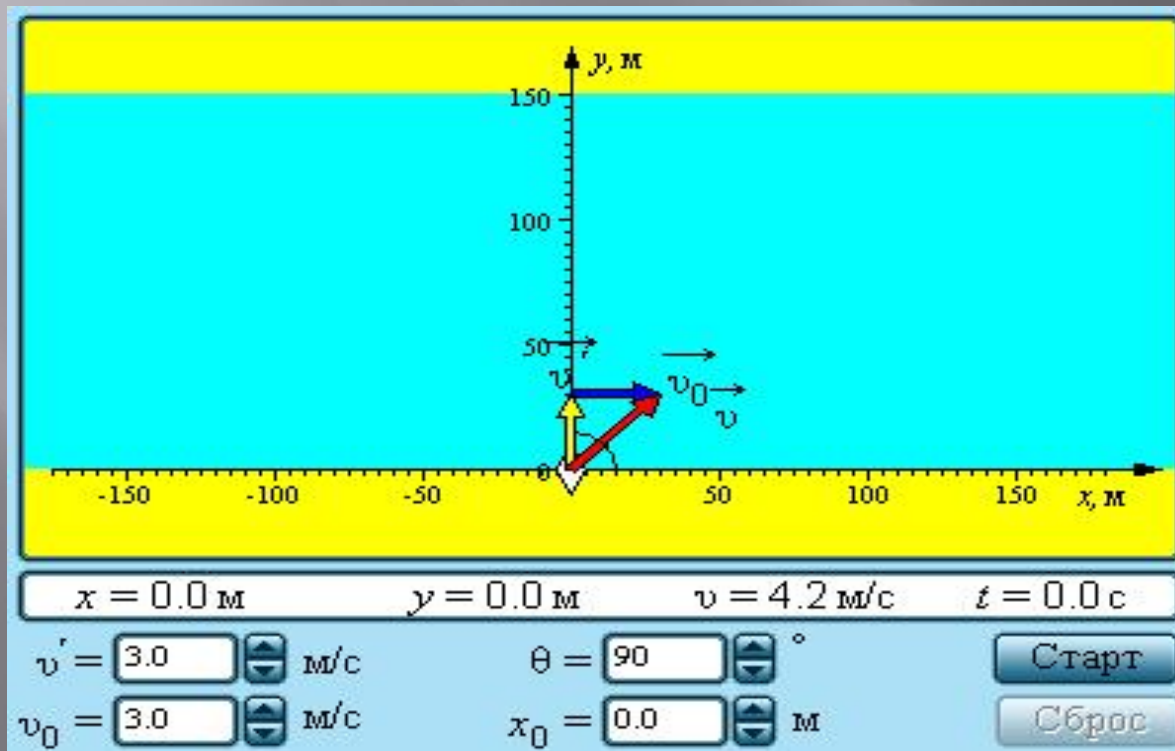 y, м
150
100
50
υ⃗′
υ⃗₀
υ⃗
0
-150 -100 -50 50 100 150
x, м
x = 0.0 м y = 0.0 м υ = 4.2 м/с t = 0.0 с
υ′ = 3.0 м/с θ = 90 ° Старт
υ₀ = 3.0 м/с x₀ = 0.0 м Сброс